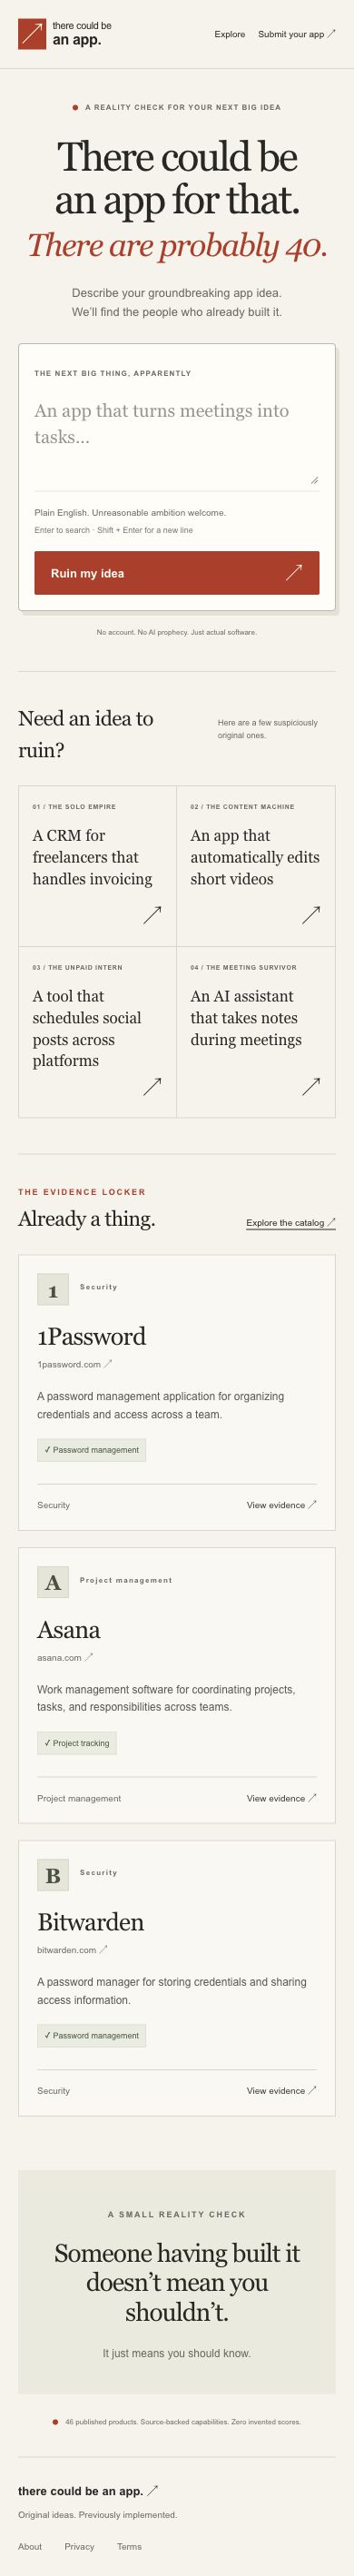 there could be
an app.
Explore
Submit your app ↗
A REALITY CHECK FOR YOUR NEXT BIG IDEA
There could be
an app for that.
There are probably 40.
Describe your groundbreaking app idea.
We’ll find the people who already built it.
THE NEXT BIG THING, APPARENTLY
An app that turns meetings into
tasks...
Plain English. Unreasonable ambition welcome.
Enter to search · Shift + Enter for a new line
Ruin my idea ↗
No account. No AI prophecy. Just actual software.
Need an idea to
ruin?
Here are a few suspiciously
original ones.
01 / THE SOLO EMPIRE
A CRM for
freelancers that
handles invoicing
02 / THE CONTENT MACHINE
An app that
automatically edits
short videos
03 / THE UNPAID INTERN
A tool that
schedules social
posts across
platforms
04 / THE MEETING SURVIVOR
An AI assistant
that takes notes
during meetings
THE EVIDENCE LOCKER
Already a thing.
Explore the catalog ↗
1
Security
1Password
1password.com ↗
A password management application for organizing
credentials and access across a team.
✓ Password management
Security
View evidence ↗
A
Project management
Asana
asana.com ↗
Work management software for coordinating projects,
tasks, and responsibilities across teams.
✓ Project tracking
Project management
View evidence ↗
B
Security
Bitwarden
bitwarden.com ↗
A password manager for storing credentials and sharing
access information.
✓ Password management
Security
View evidence ↗
A SMALL REALITY CHECK
Someone having built it
doesn’t mean you
shouldn’t.
It just means you should know.
46 published products. Source-backed capabilities. Zero invented scores.
there could be an app. ↗
Original ideas. Previously implemented.
About
Privacy
Terms